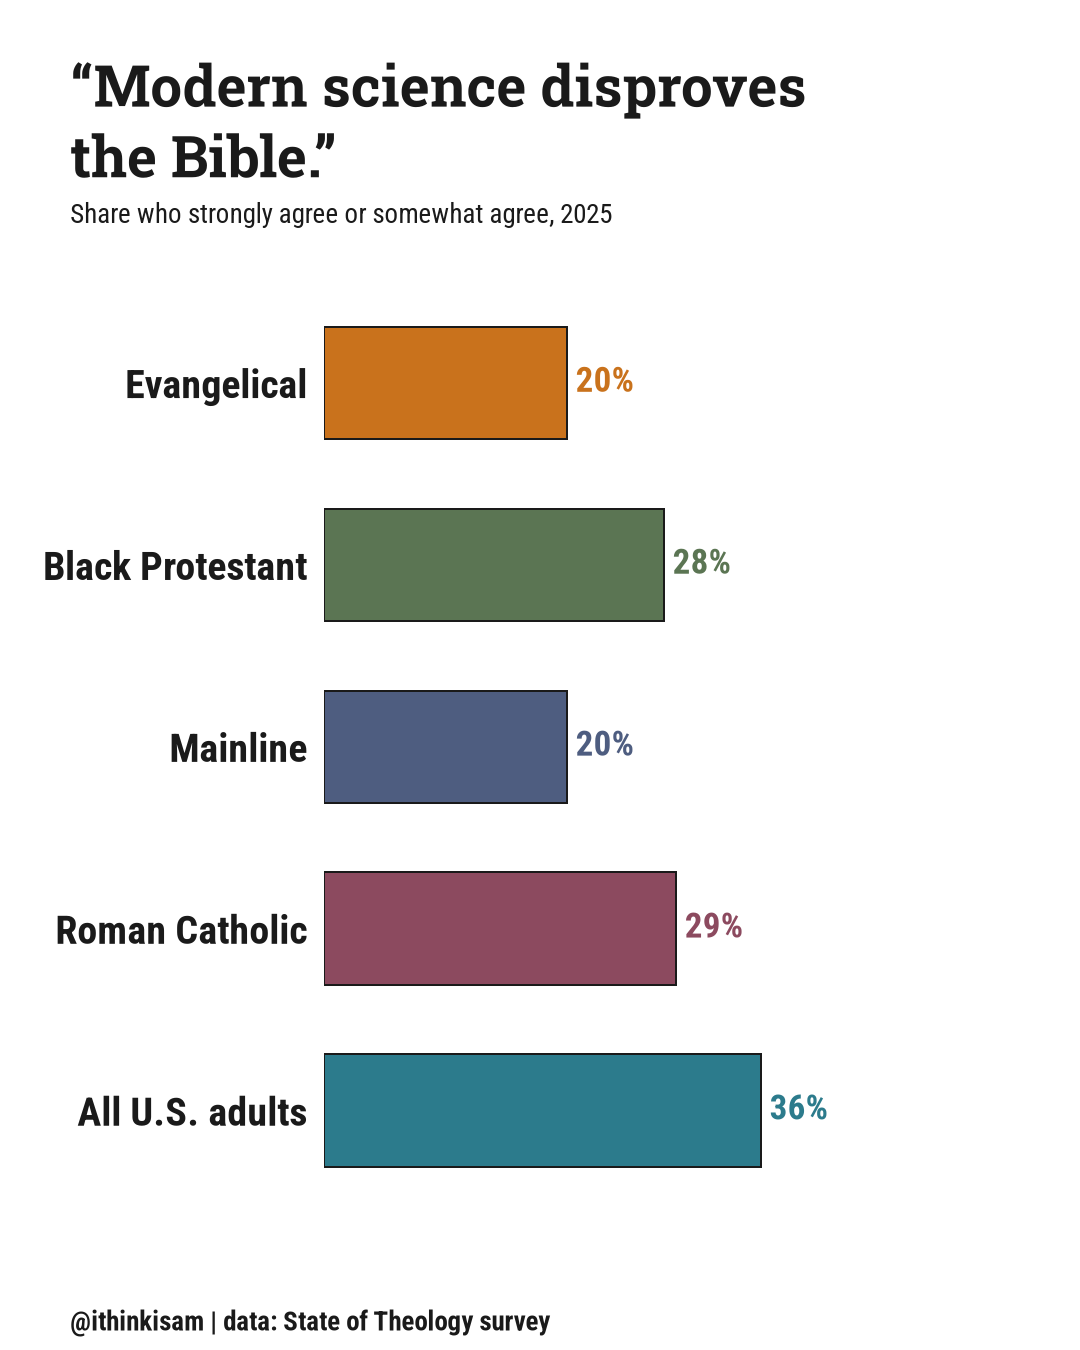 “Modern science disproves
the Bible.”
Share who strongly agree or somewhat agree, 2025
Evangelical 20%
Black Protestant 28%
Mainline 20%
Roman Catholic 29%
All U.S. adults 36%
@ithinkisam | data: State of Theology survey